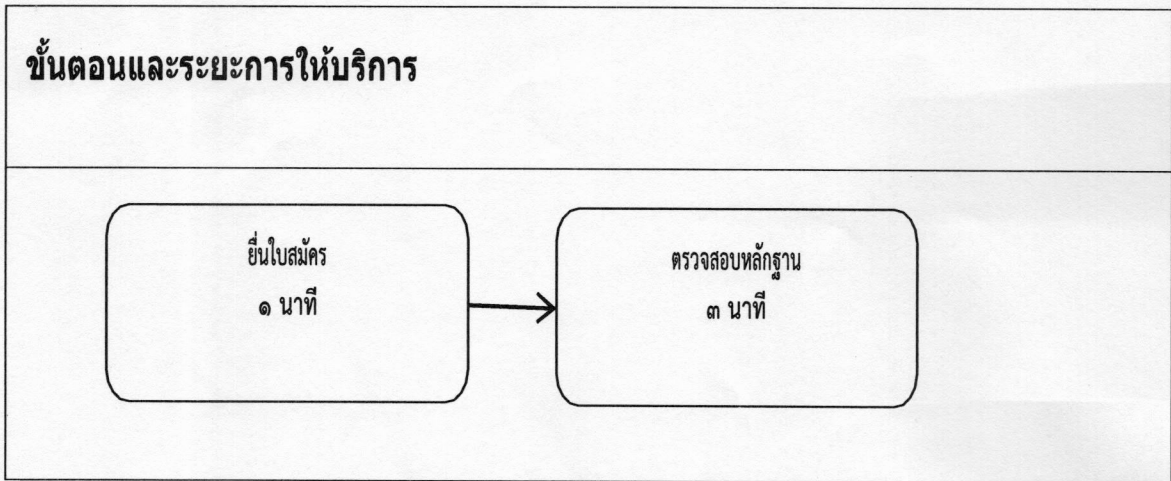 ขั้นตอนและระยะการให้บริการ
ยื่นใบสมัคร
๑ นาที
ตรวจสอบหลักฐาน
๓ นาที